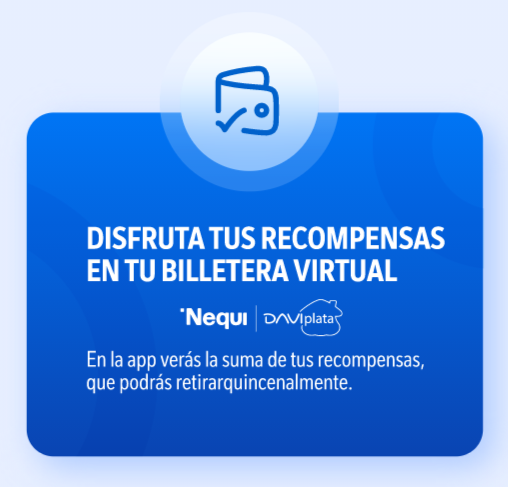 DISFRUTA TUS RECOMPENSAS
EN TU BILLETERA VIRTUAL
Nequi | DAVIplata
En la app verás la suma de tus recompensas,
que podrás retirarquincenalmente.